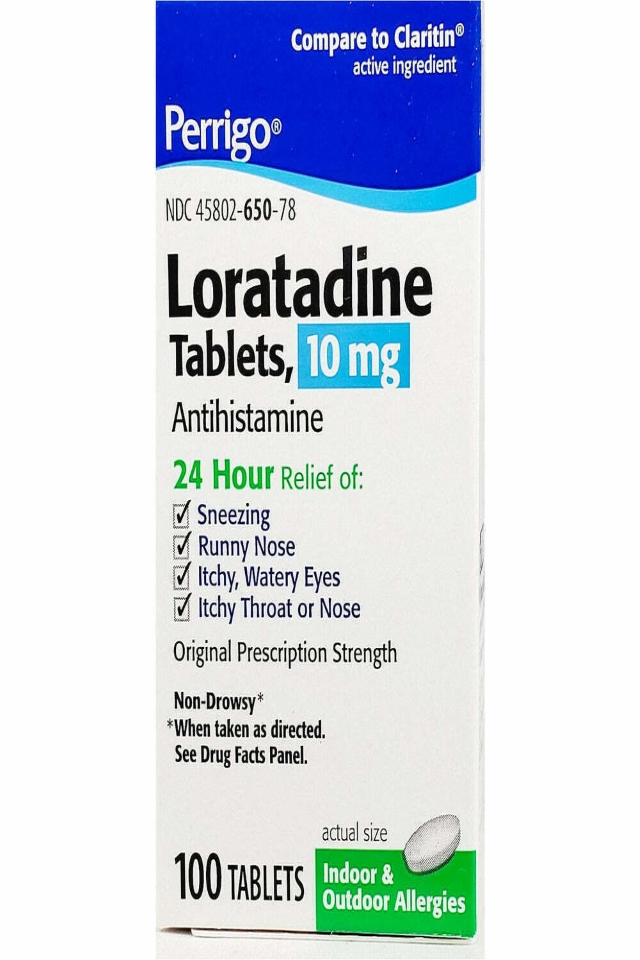 Compare to Claritin®
active ingredient
Perrigo®
NDC 45802-650-78
Loratadine
Tablets, 10 mg
Antihistamine
24 Hour Relief of:
Sneezing
Runny Nose
Itchy, Watery Eyes
Itchy Throat or Nose
Original Prescription Strength
Non-Drowsy*
*When taken as directed.
See Drug Facts Panel.
actual size
100 TABLETS
Indoor &
Outdoor Allergies